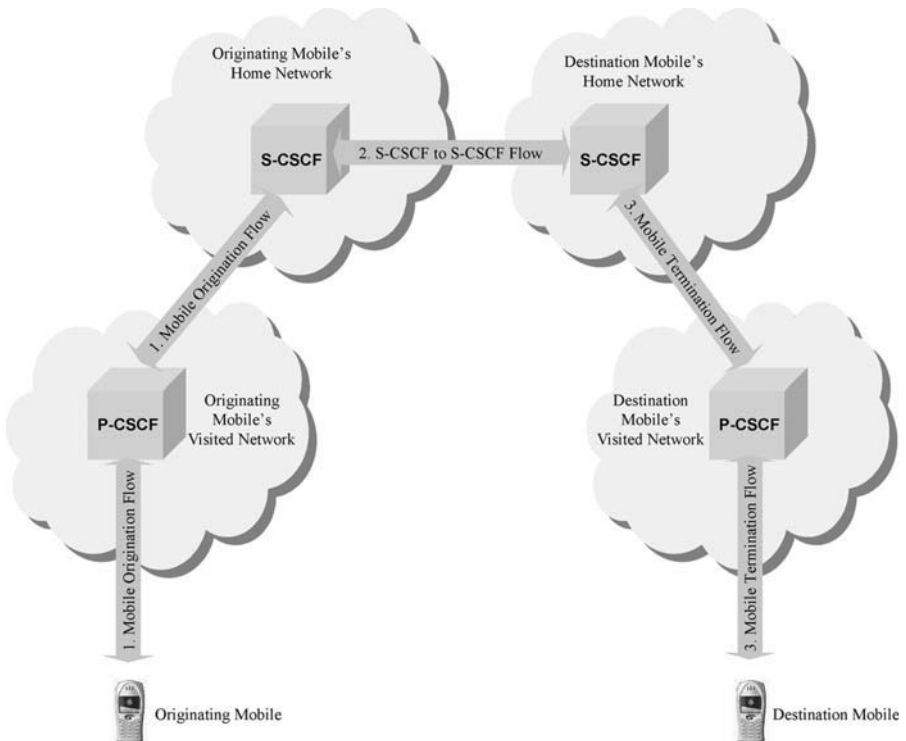 Originating Mobile's
Home Network
Destination Mobile's
Home Network
S-CSCF
2. S-CSCF to S-CSCF Flow
S-CSCF
1. Mobile Origination Flow
3. Mobile Termination Flow
P-CSCF
Originating
Mobile's
Visited Network
Destination
Mobile's
Visited Network
P-CSCF
1. Mobile Origination Flow
3. Mobile Termination Flow
Originating Mobile
Destination Mobile